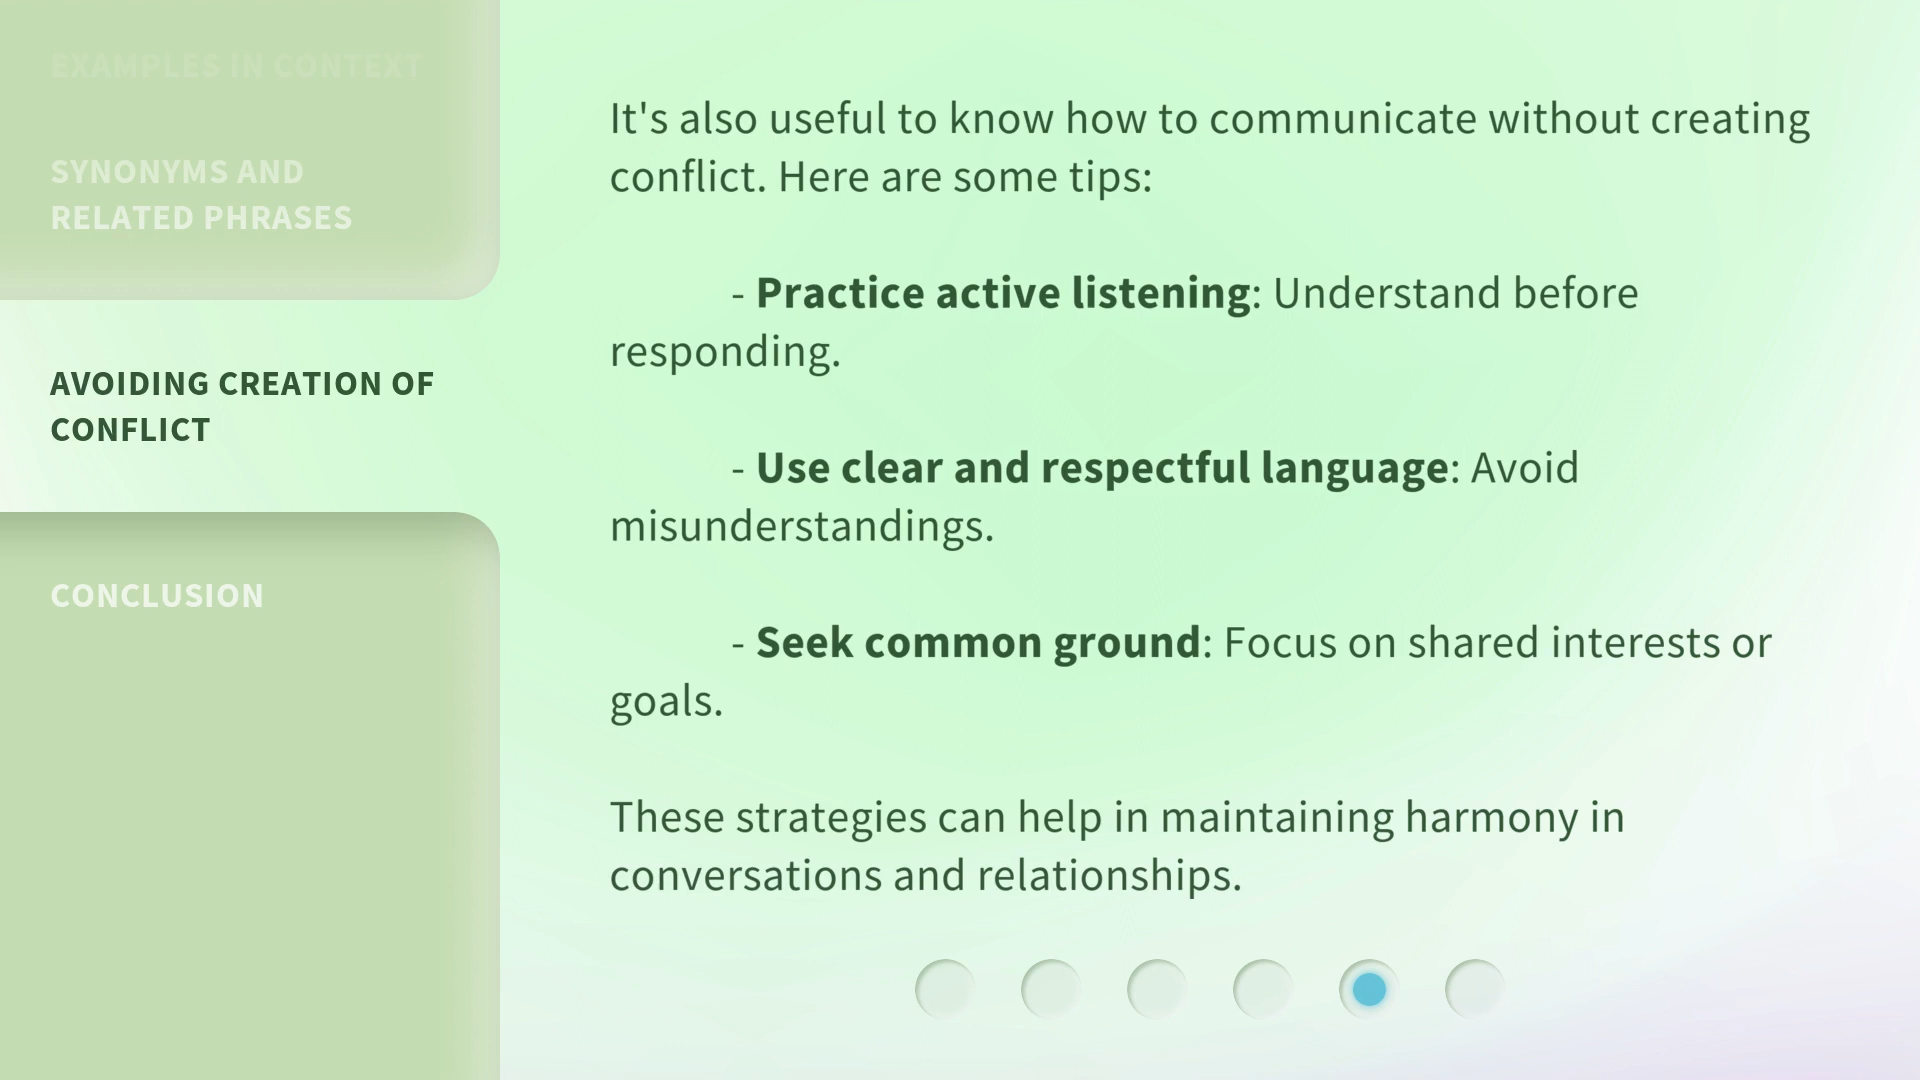 EXAMPLES IN CONTEXT
SYNONYMS AND
RELATED PHRASES
AVOIDING CREATION OF
CONFLICT
CONCLUSION
It's also useful to know how to communicate without creating
conflict. Here are some tips:
- Practice active listening: Understand before
responding.
- Use clear and respectful language: Avoid
misunderstandings.
- Seek common ground: Focus on shared interests or
goals.
These strategies can help in maintaining harmony in
conversations and relationships.